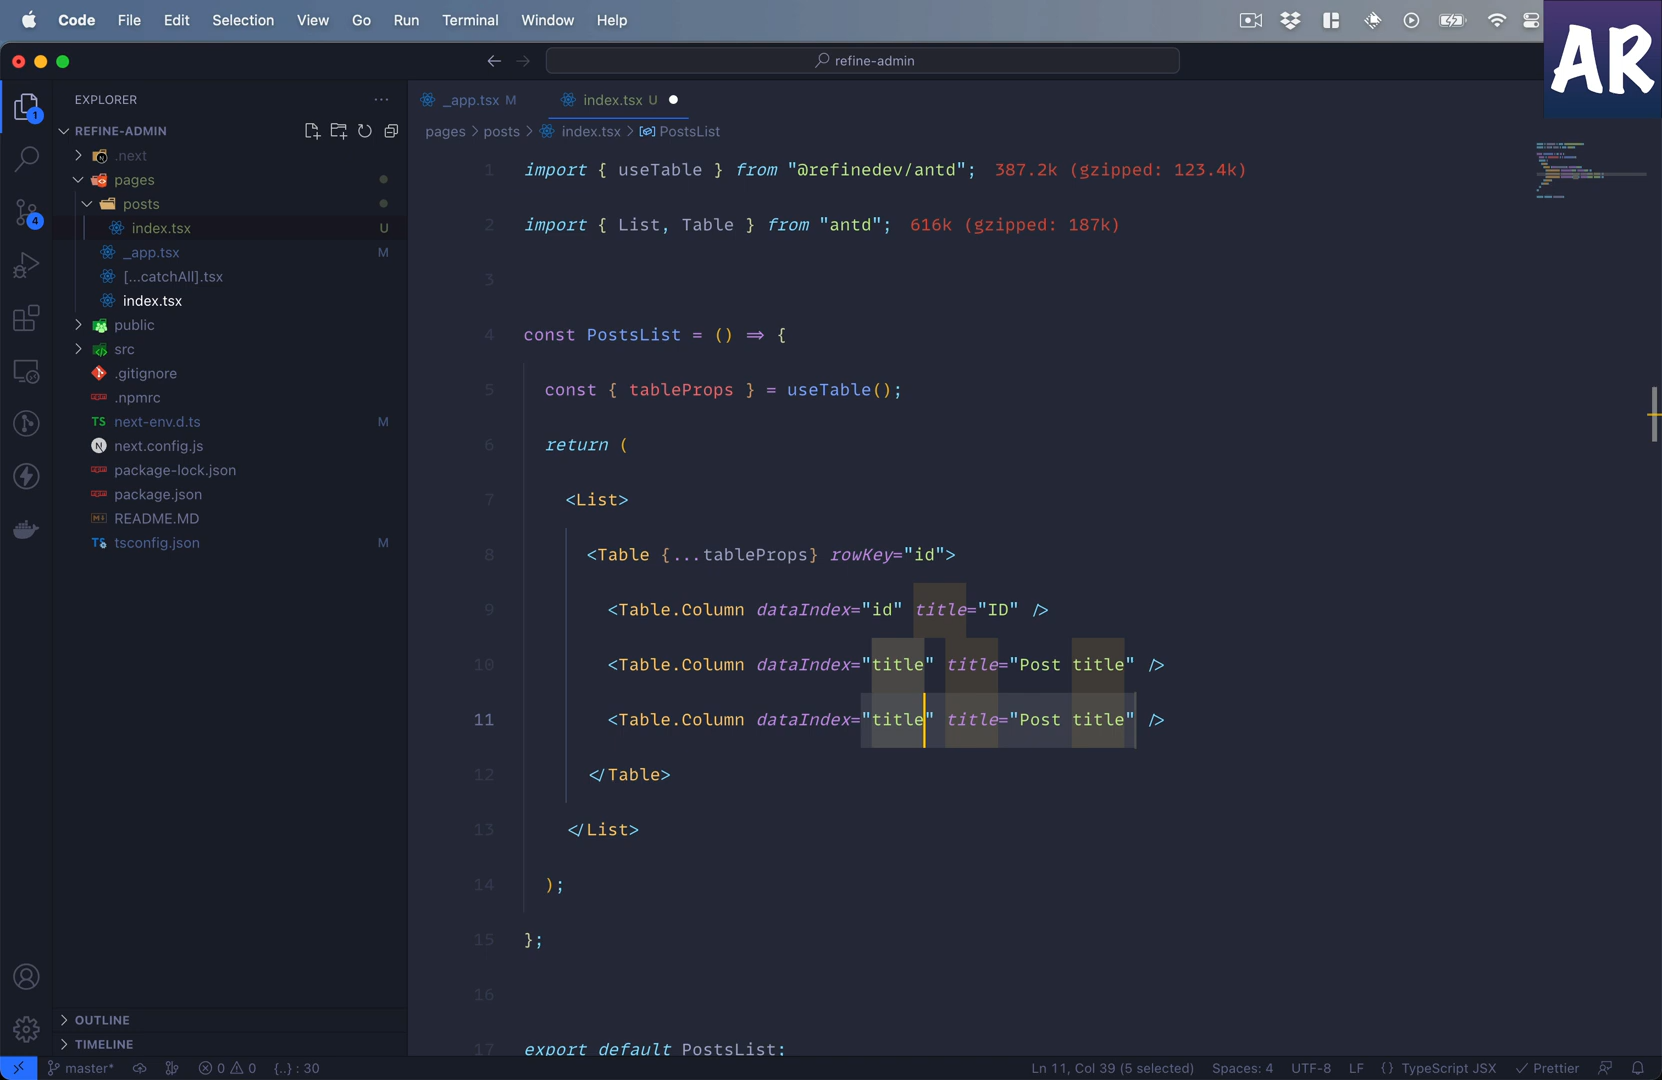 Code File Edit Selection View Go Run Terminal Window Help
AR
refine-admin
EXPLORER
REFINE-ADMIN
.next
pages
posts
index.tsx U
_app.tsx M
[...catchAll].tsx
index.tsx
public
src
.gitignore
.npmrc
TS next-env.d.ts M
N next.config.js
package-lock.json
package.json
README.MD
TS tsconfig.json M
OUTLINE
TIMELINE
1
4
_app.tsx M index.tsx U
pages > posts > index.tsx > PostsList
1 import { useTable } from "@refinedev/antd"; 387.2k (gzipped: 123.4k)
2 import { List, Table } from "antd"; 616k (gzipped: 187k)
3
4 const PostsList = () => {
5 const { tableProps } = useTable();
6 return (
7 <List>
8 <Table {...tableProps} rowKey="id">
9 <Table.Column dataIndex="id" title="ID" />
10 <Table.Column dataIndex="title" title="Post title" />
11 <Table.Column dataIndex="title" title="Post title" />
12 </Table>
13 </List>
14 );
15 };
16
17 export default PostsList;
master* 0 0 {..} : 30 Ln 11, Col 39 (5 selected) Spaces: 4 UTF-8 LF {} TypeScript JSX Prettier